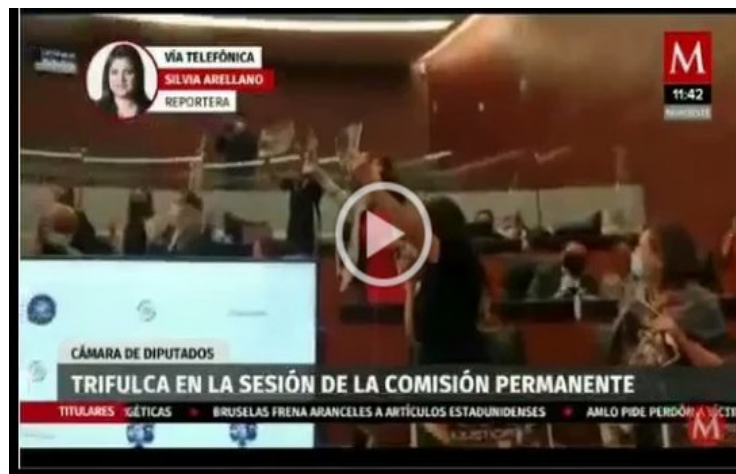 VÍA TELEFÓNICA
SILVIA ARELLANO
REPORTERA
M
11:42
CÁMARA DE DIPUTADOS
TRIFULCA EN LA SESIÓN DE LA COMISIÓN PERMANENTE
TITULARES GÉTICAS BRUSELAS FRENA ARANCELES A ARTÍCULOS ESTADUNIDENSES AMLO PIDE PERDÓN
M